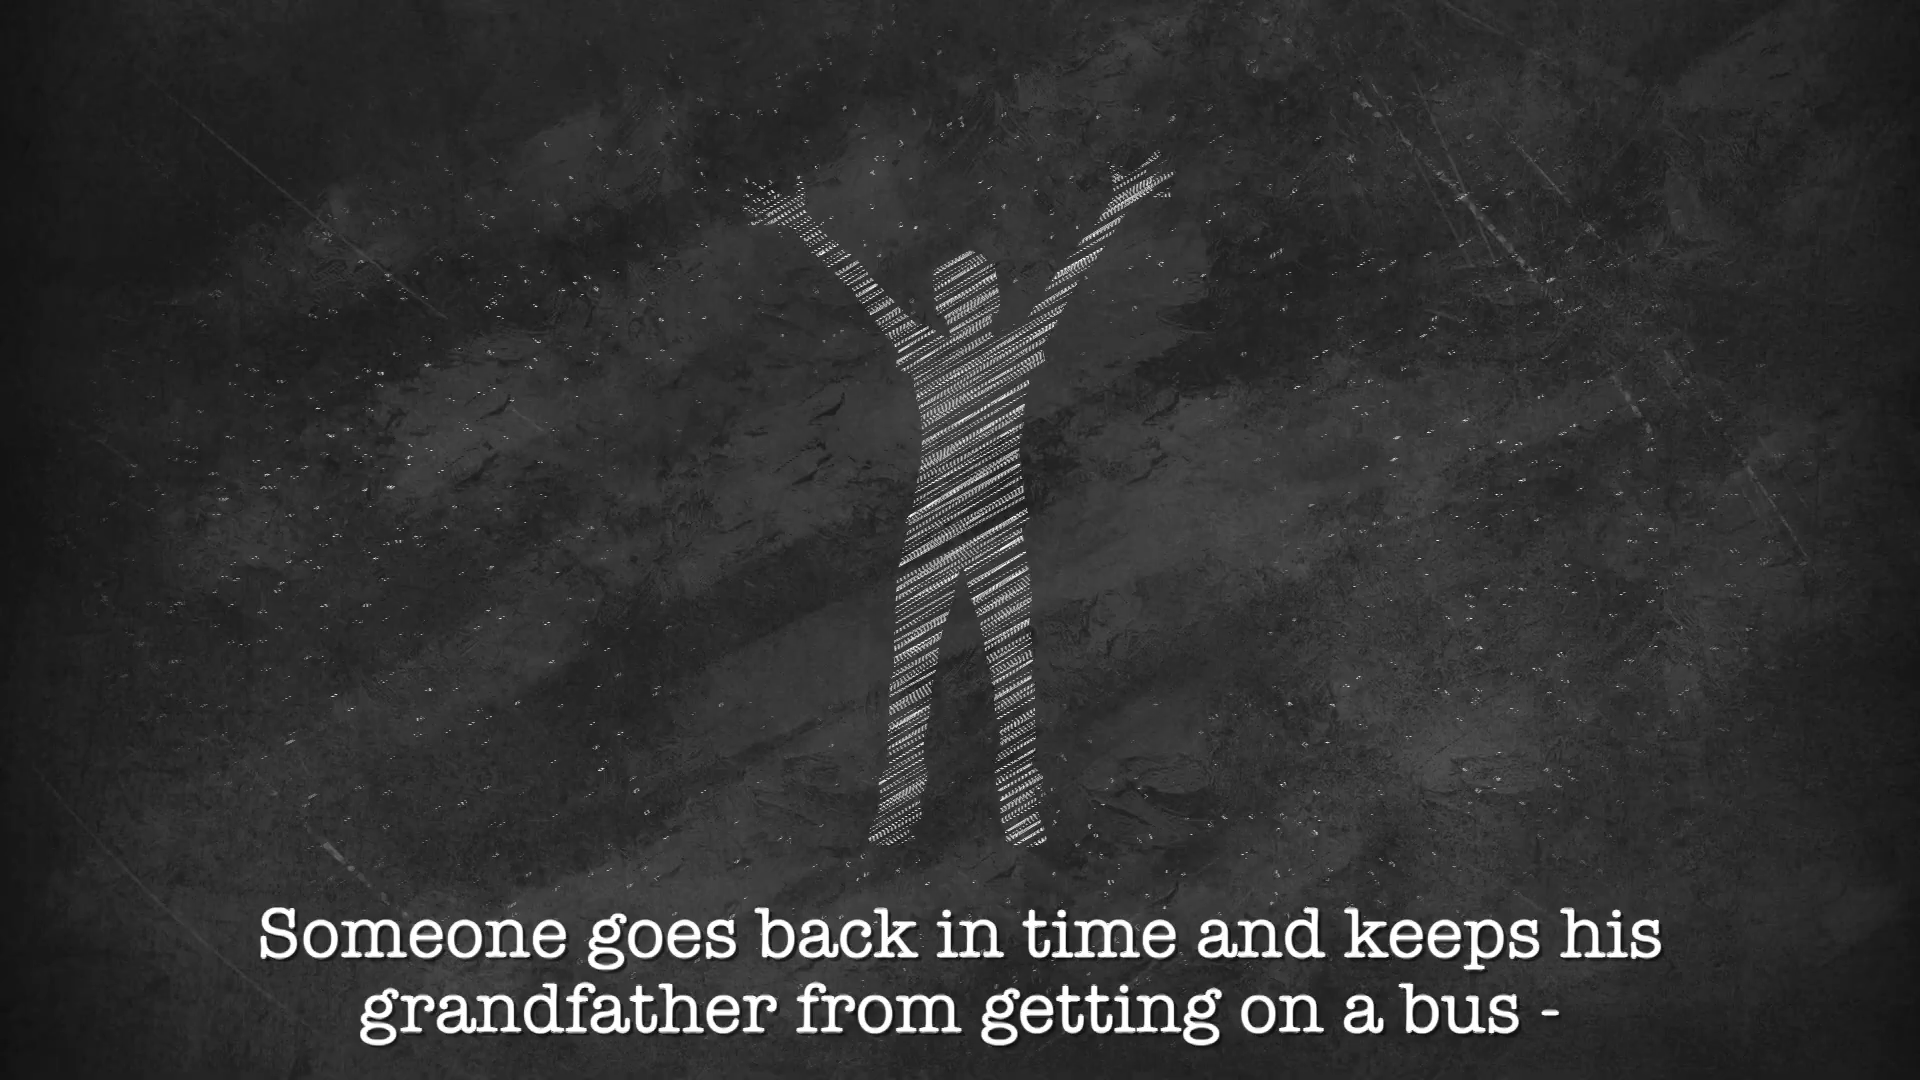 Someone goes back in time and keeps his
grandfather from getting on a bus -